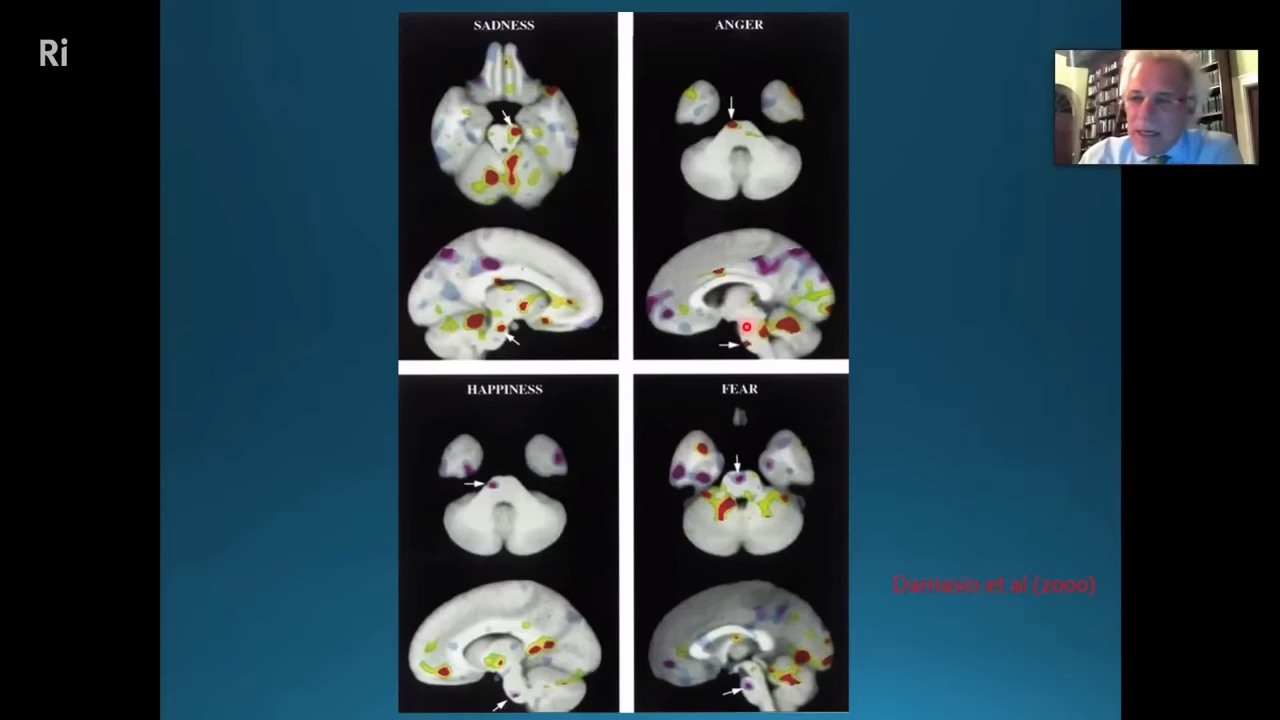 Ri
SADNESS
ANGER
HAPPINESS
FEAR
Damasio et al (2000)